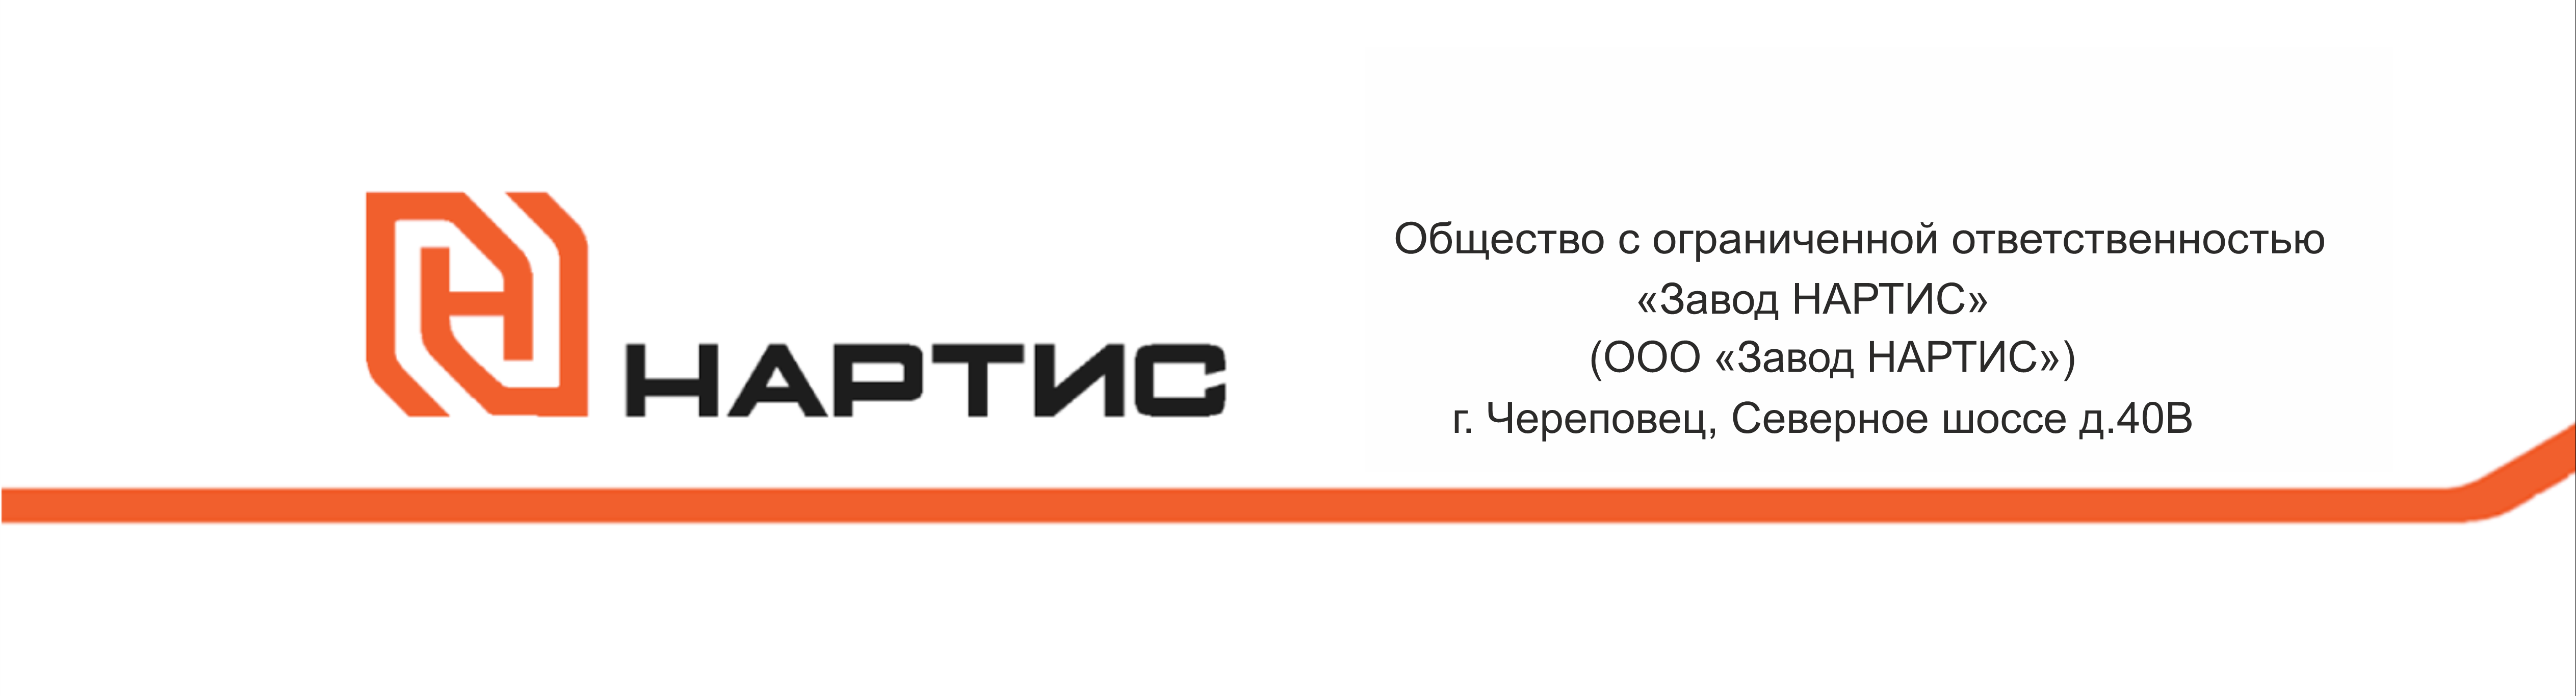 НАРТИС
Общество с ограниченной ответственностью
«Завод НАРТИС»
(ООО «Завод НАРТИС»)
г. Череповец, Северное шоссе д.40В